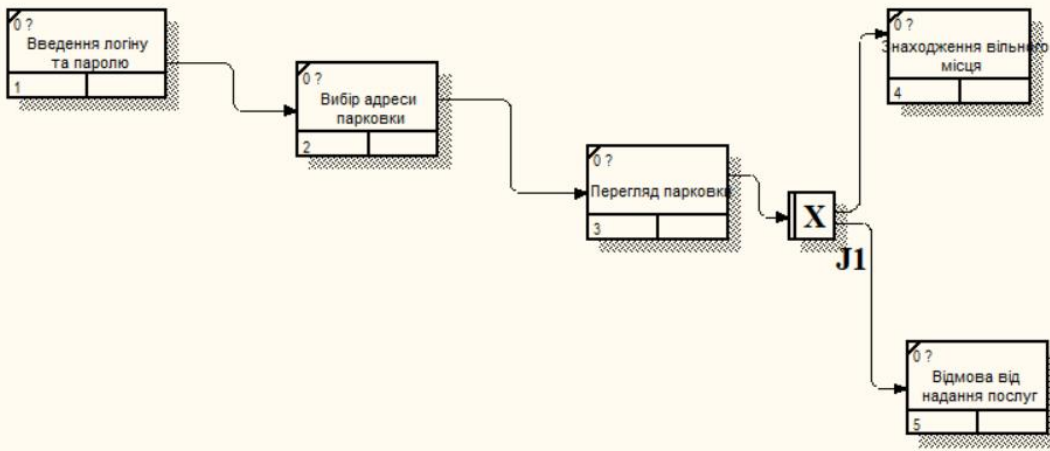 0 ?
Введення логіну
та паролю
1
0 ?
Вибір адреси
парковки
2
0 ?
Перегляд парковки
3
X
J1
0 ?
Знаходження вільного
місця
4
0 ?
Відмова від
надання послуг
5